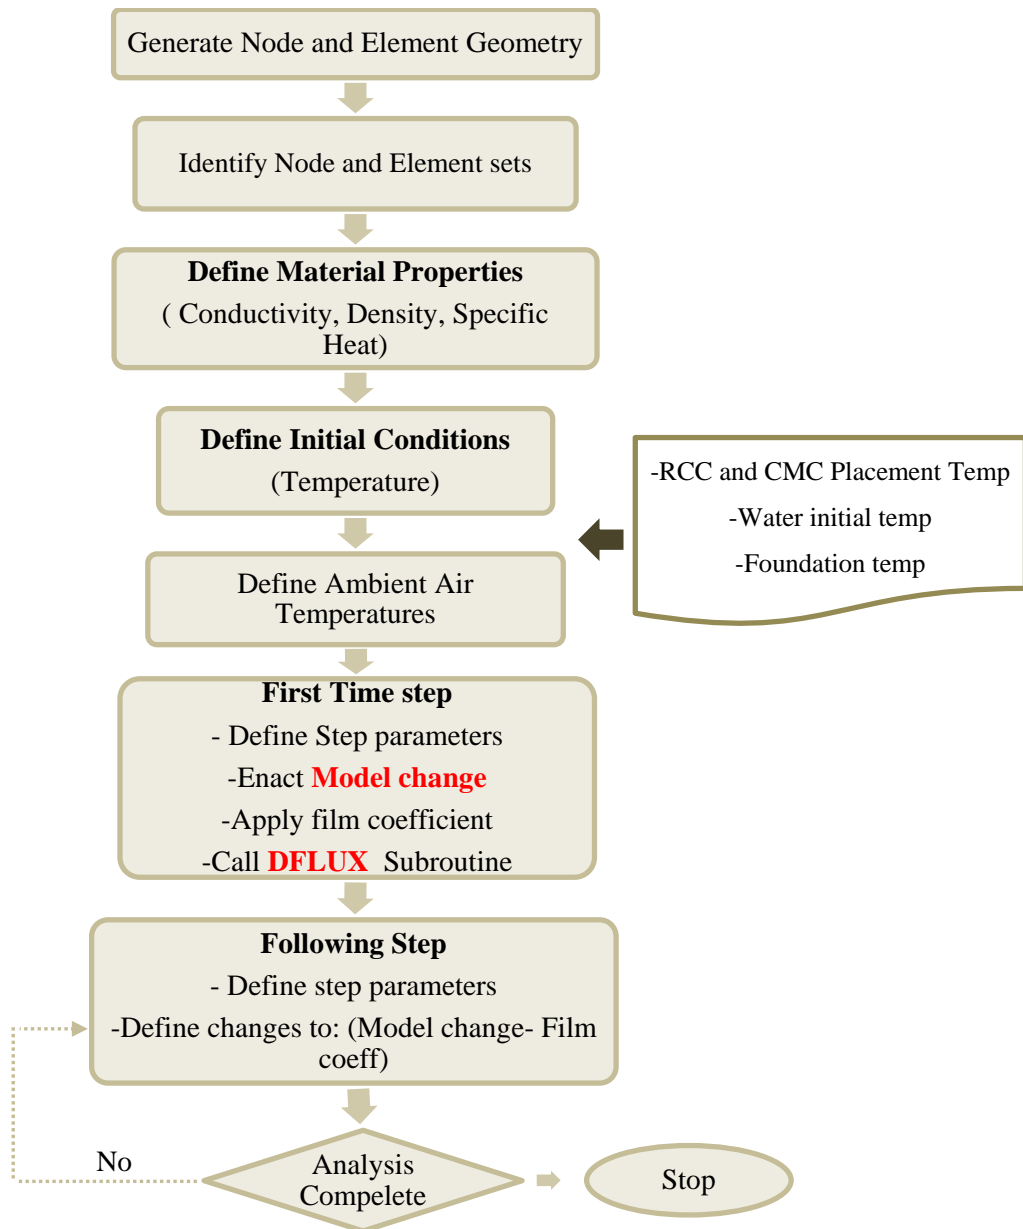 Generate Node and Element Geometry
Identify Node and Element sets
Define Material Properties
( Conductivity, Density, Specific
Heat)
Define Initial Conditions
(Temperature)
-RCC and CMC Placement Temp
-Water initial temp
-Foundation temp
Define Ambient Air
Temperatures
First Time step
- Define Step parameters
-Enact Model change
-Apply film coefficient
-Call DFLUX Subroutine
Following Step
- Define step parameters
-Define changes to: (Model change- Film
coeff)
No
Analysis
Compelete
Stop